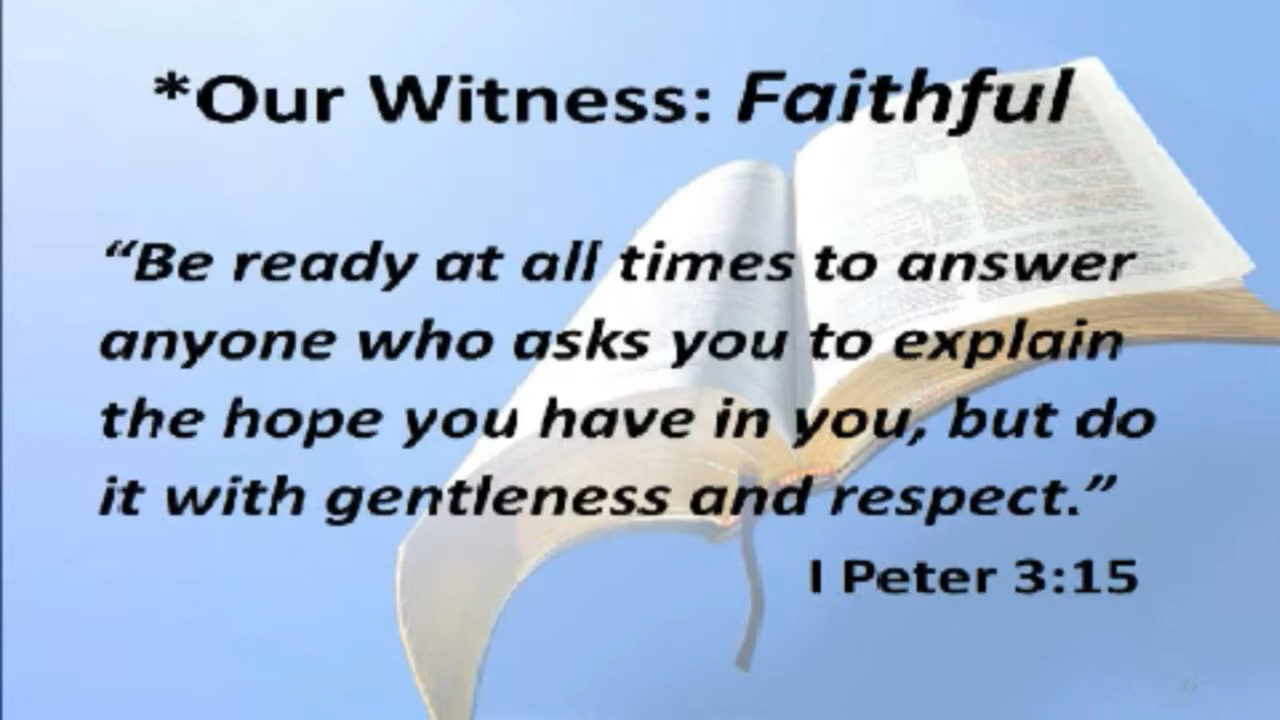 *Our Witness: Faithful
“Be ready at all times to answer
anyone who asks you to explain
the hope you have in you, but do
it with gentleness and respect.”
I Peter 3:15